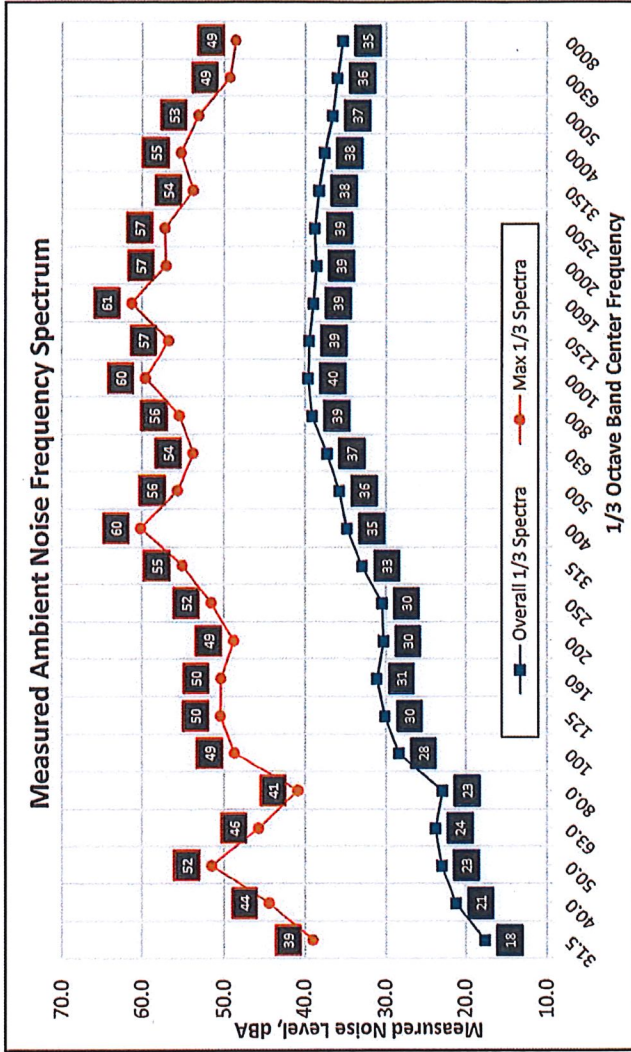 Measured Ambient Noise Frequency Spectrum
Measured Noise Level, dBA
70.0
60.0
50.0
40.0
30.0
20.0
10.0
39 44 52 46 41 49 50 50 49 52 55 60 56 54 56 60 57 61 57 57 54 55 53 49 49
18 21 23 24 23 28 30 31 30 30 33 35 36 37 39 40 39 39 39 39 38 38 37 36 35
Overall 1/3 Spectra Max 1/3 Spectra
31.5 40.0 50.0 63.0 80.0 100 125 160 200 250 315 400 500 630 800 1000 1250 1600 2000 2500 3150 4000 5000 6300 8000
1/3 Octave Band Center Frequency